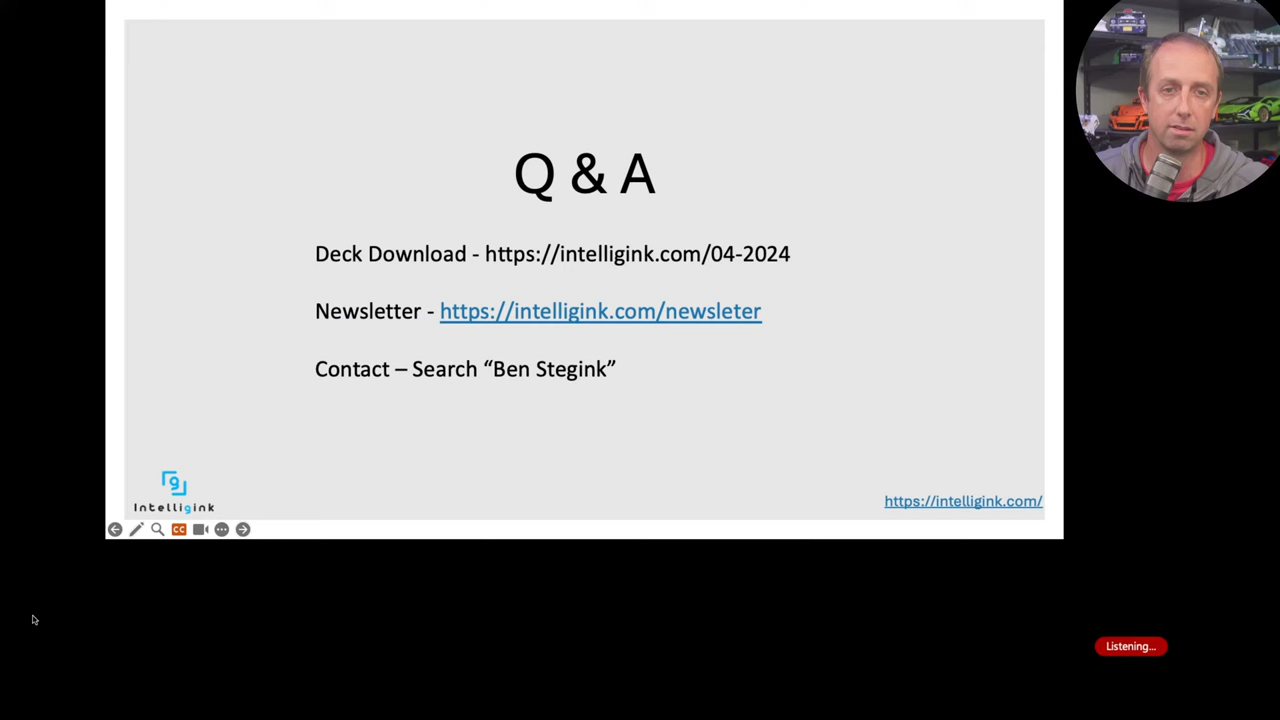 Q & A
Deck Download - https://intelligink.com/04-2024
Newsletter - https://intelligink.com/newsleter
Contact – Search “Ben Stegink”
Intelligink
https://intelligink.com/
CC
Listening...